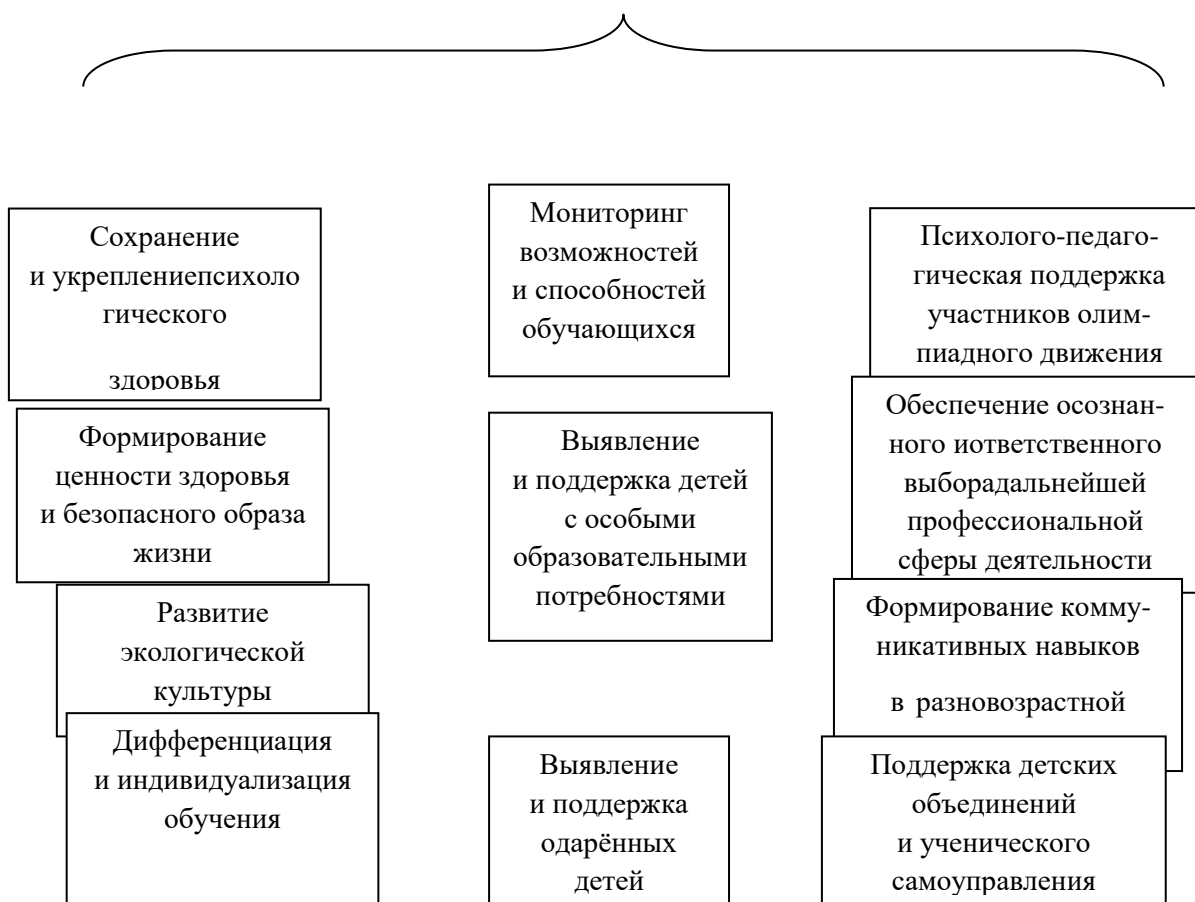 Сохранение
и укреплениепсихоло
гического
здоровья
Формирование
ценности здоровья
и безопасного образа
жизни
Развитие
экологической
культуры
Дифференциация
и индивидуализация
обучения
Мониторинг
возможностей
и способностей
обучающихся
Выявление
и поддержка детей
с особыми
образовательными
потребностями
Выявление
и поддержка
одарённых
детей
Психолого-педаго-
гическая поддержка
участников олим-
пиадного движения
Обеспечение осознан-
ного иответственного
выборадальнейшей
профессиональной
сферы деятельности
Формирование комму-
никативных навыков
в разновозрастной
Поддержка детских
объединений
и ученического
самоуправления